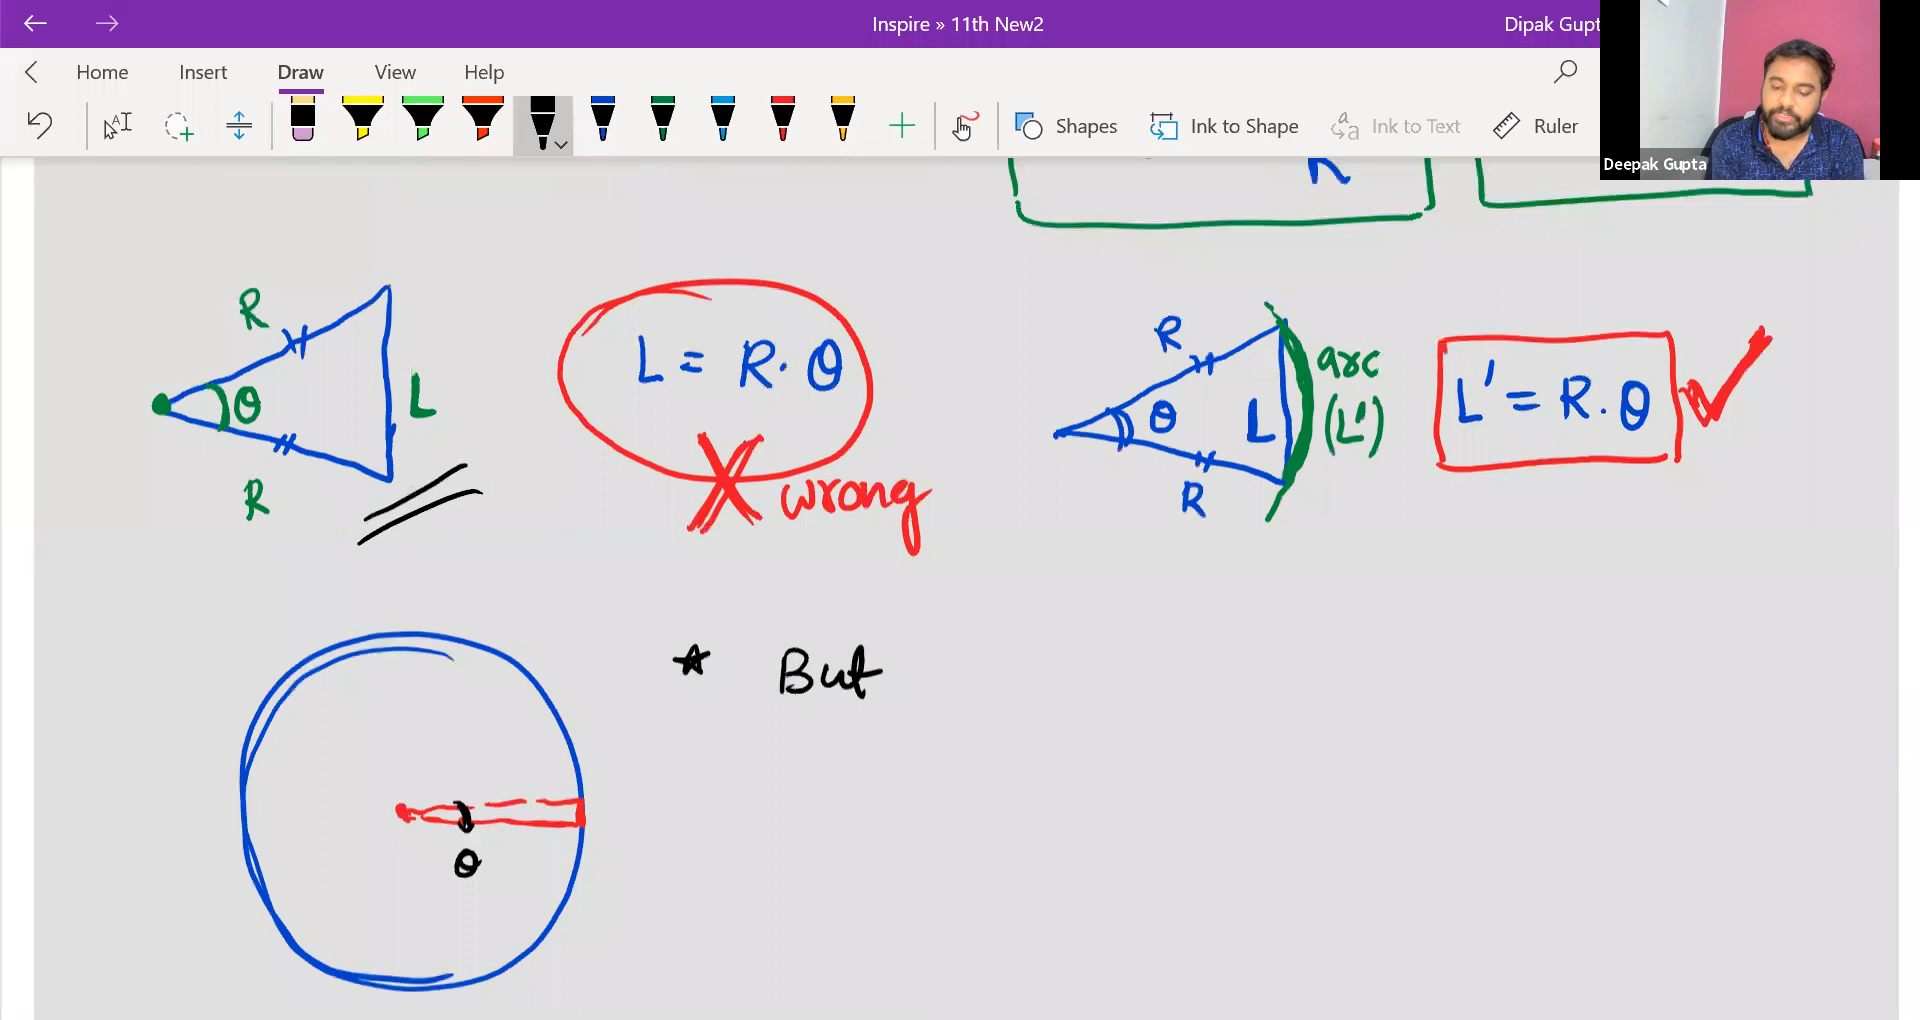 Inspire » 11th New2
Dipak Gupt
Home Insert Draw View Help
Shapes Ink to Shape Ink to Text Ruler
Deepak Gupta
R
R
θ
L
R
L = R. θ
wrong
R
θ
L
R
arc
(L')
L' = R. θ
* But
θ